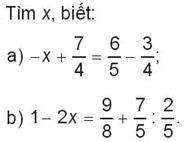 Tìm x, biết:
a) −x + 7/4 = 6/5 − 3/4;
b) 1 − 2x = 9/8 + 7/5 : 2/5.